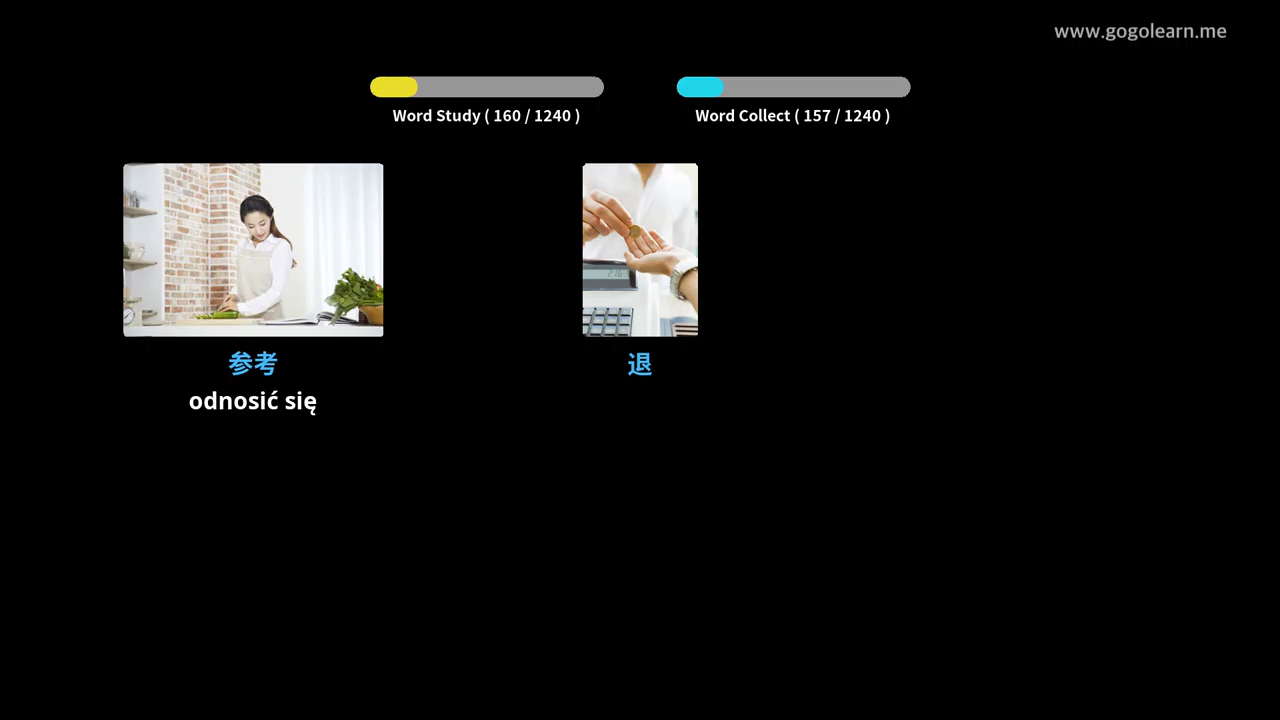 www.gogolearn.me
Word Study ( 160 / 1240 )
Word Collect ( 157 / 1240 )
参考
退
odnosić się